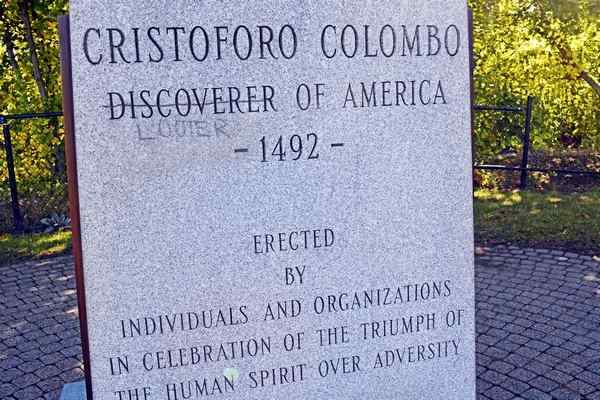 CRISTOFORO COLOMBO
DISCOVERER OF AMERICA
LOOTER
- 1492 -
ERECTED
BY
INDIVIDUALS AND ORGANIZATIONS
IN CELEBRATION OF THE TRIUMPH OF
THE HUMAN SPIRIT OVER ADVERSITY